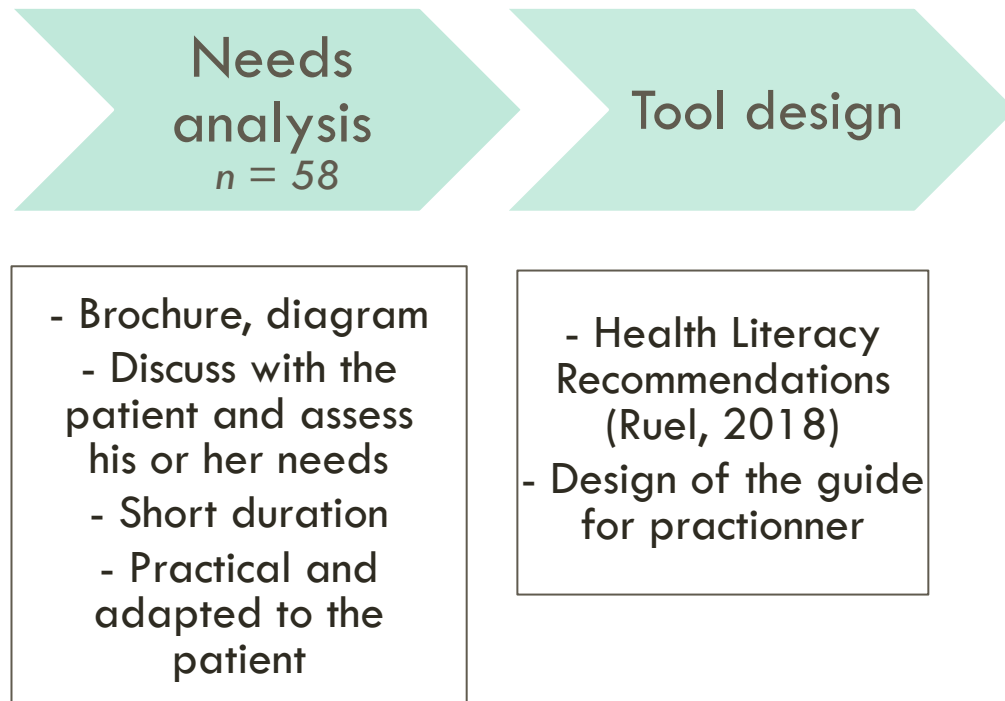 Needs
analysis
n = 58
Tool design
- Brochure, diagram
- Discuss with the
patient and assess
his or her needs
- Short duration
- Practical and
adapted to the
patient
- Health Literacy
Recommendations
(Ruel, 2018)
- Design of the guide
for practionner